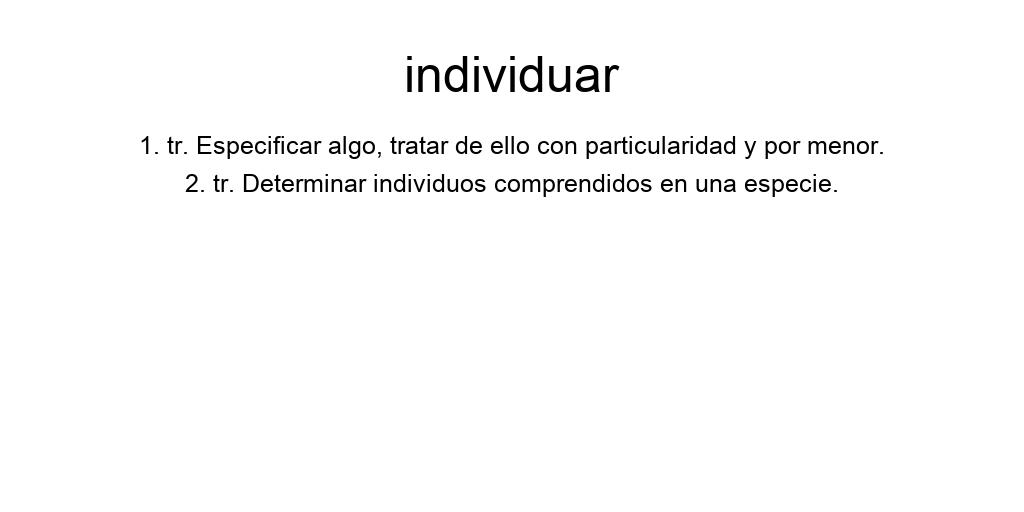 individuar
1. tr. Especificar algo, tratar de ello con particularidad y por menor.
2. tr. Determinar individuos comprendidos en una especie.